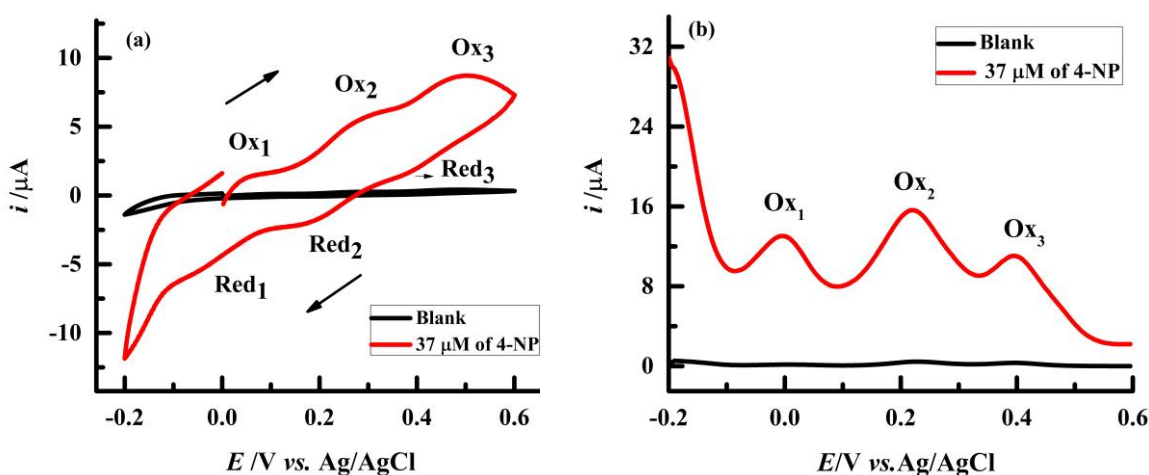 (a)
Ox3
Ox2
Ox1
Red3
Red2
Red1
Blank
37 μM of 4-NP
10
5
0
-5
-10
i /μA
-0.2
0.0
0.2
0.4
0.6
E /V vs. Ag/AgCl
(b)
Blank
37 μM of 4-NP
Ox1
Ox2
Ox3
32
24
16
8
0
i /μA
-0.2
0.0
0.2
0.4
0.6
E/V vs.Ag/AgCl